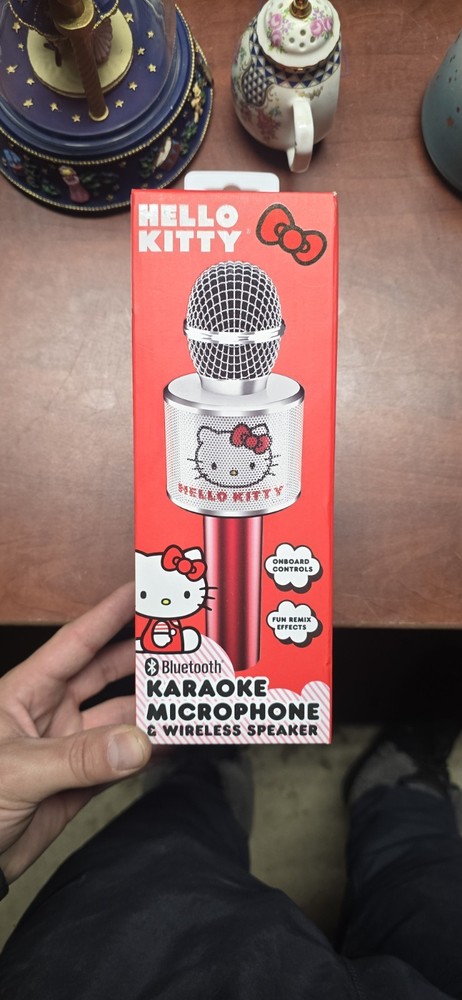 HELLO
KITTY
HELLO KITTY
ONBOARD
CONTROLS
FUN REMIX
EFFECTS
Bluetooth
KARAOKE
MICROPHONE
& WIRELESS SPEAKER